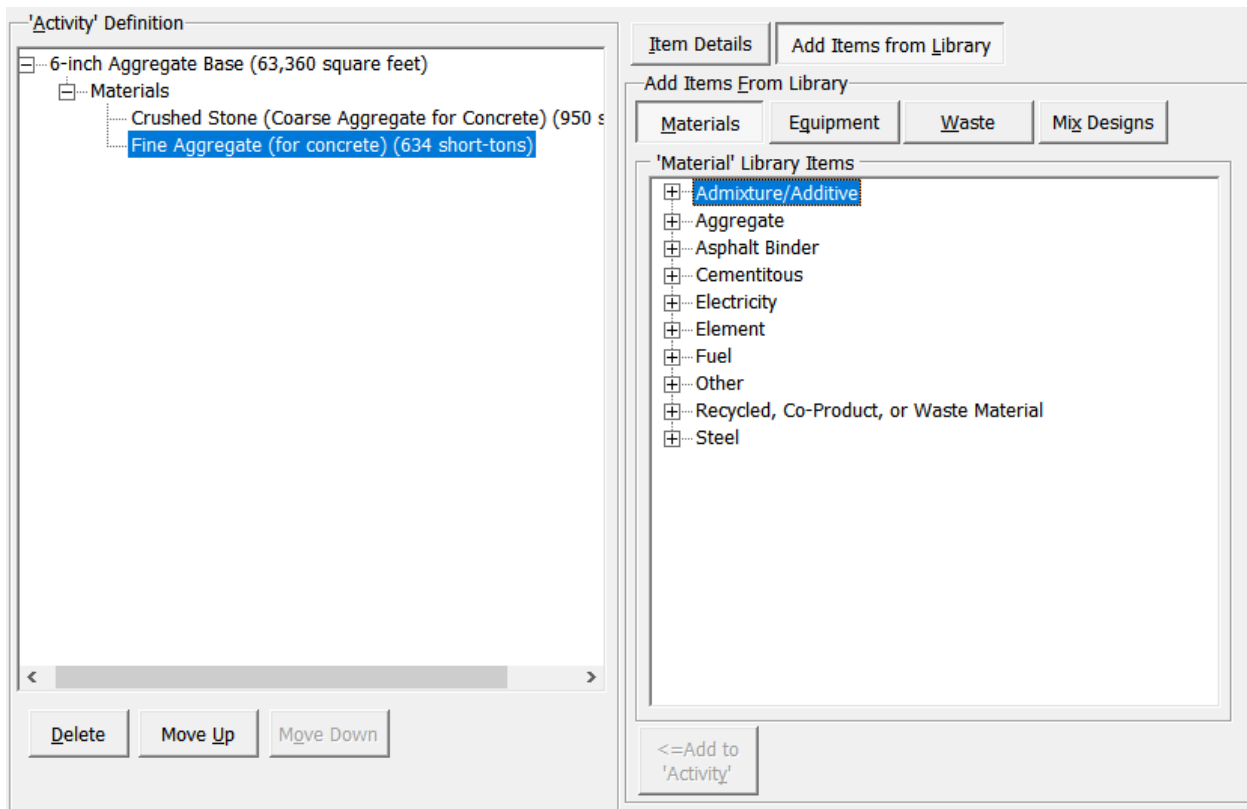 'Activity' Definition
6-inch Aggregate Base (63,360 square feet)
Materials
Crushed Stone (Coarse Aggregate for Concrete) (950 s
Fine Aggregate (for concrete) (634 short-tons)
Delete
Move Up
Move Down
Item Details
Add Items from Library
Add Items From Library
Materials
Equipment
Waste
Mix Designs
'Material' Library Items
Admixture/Additive
Aggregate
Asphalt Binder
Cementitous
Electricity
Element
Fuel
Other
Recycled, Co-Product, or Waste Material
Steel
<=Add to
'Activity'